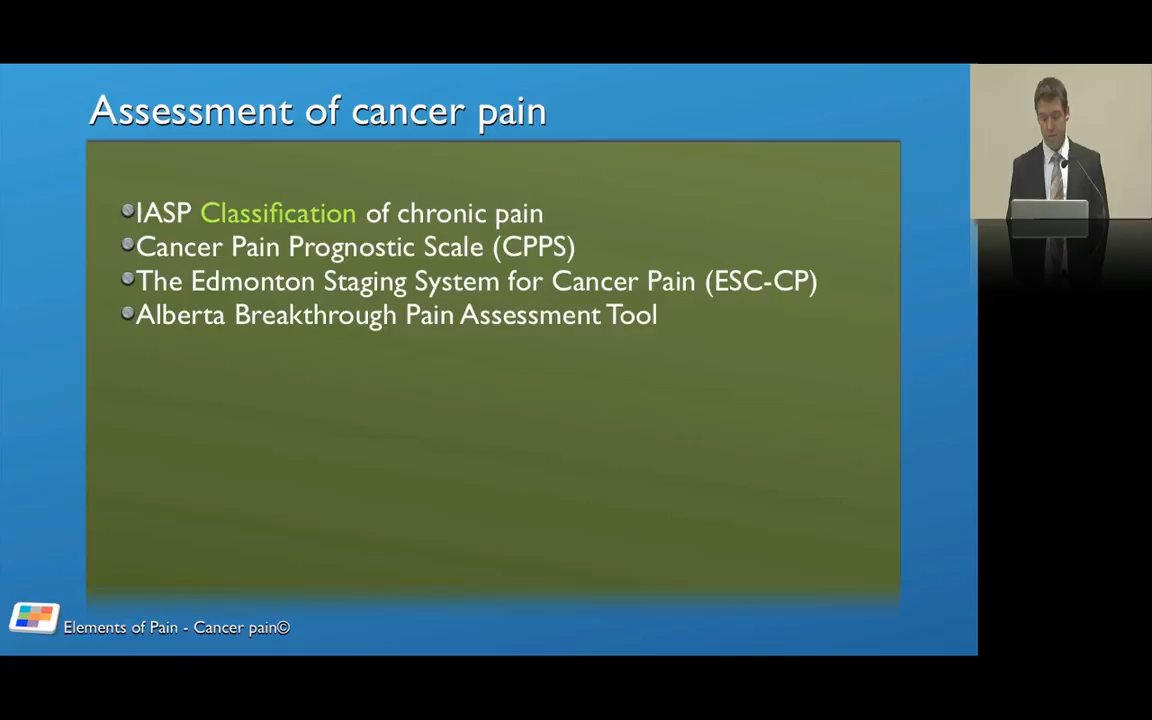 Assessment of cancer pain
IASP Classification of chronic pain
Cancer Pain Prognostic Scale (CPPS)
The Edmonton Staging System for Cancer Pain (ESC-CP)
Alberta Breakthrough Pain Assessment Tool
Elements of Pain - Cancer pain©